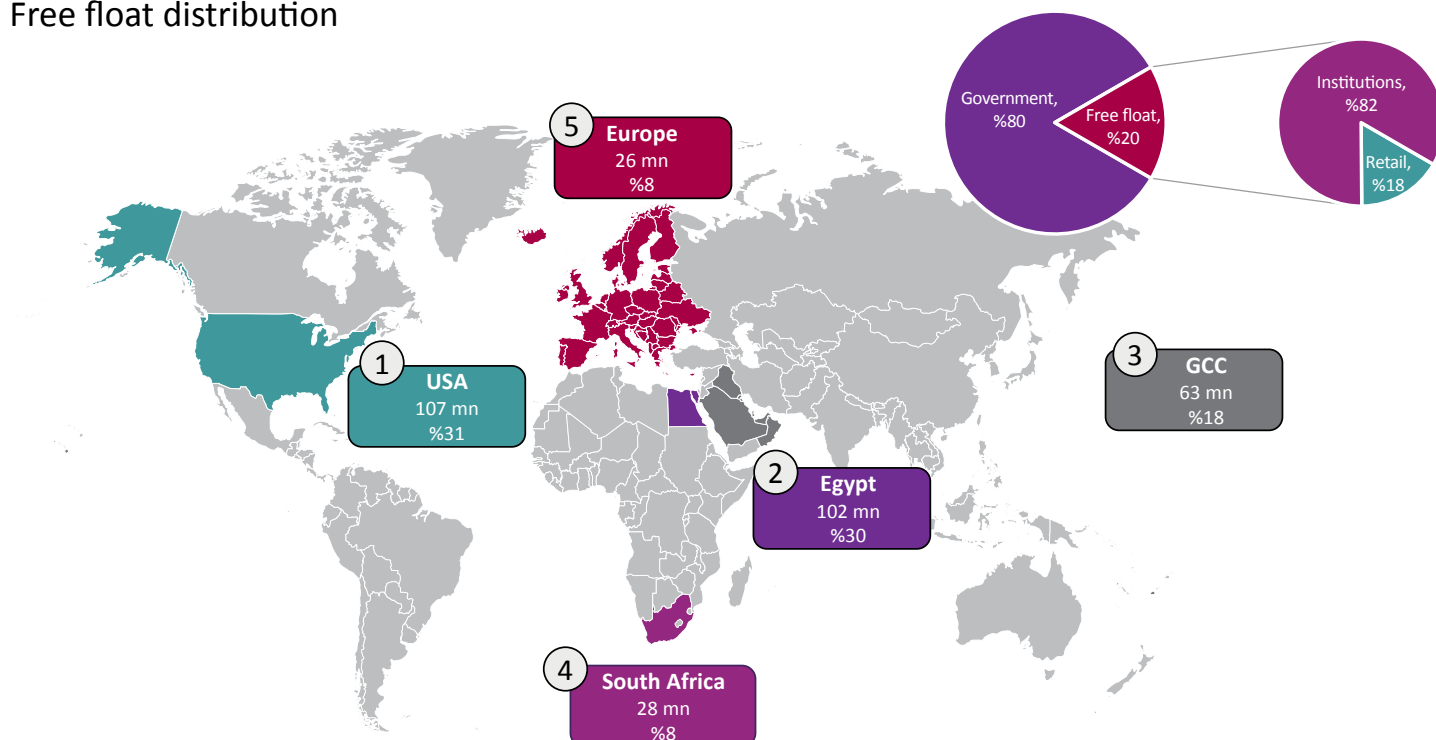 Free float distribution
Government,
%80
Free float,
%20
Institutions,
%82
Retail,
%18
5
Europe
26 mn
%8
1
USA
107 mn
%31
3
GCC
63 mn
%18
2
Egypt
102 mn
%30
4
South Africa
28 mn
%8